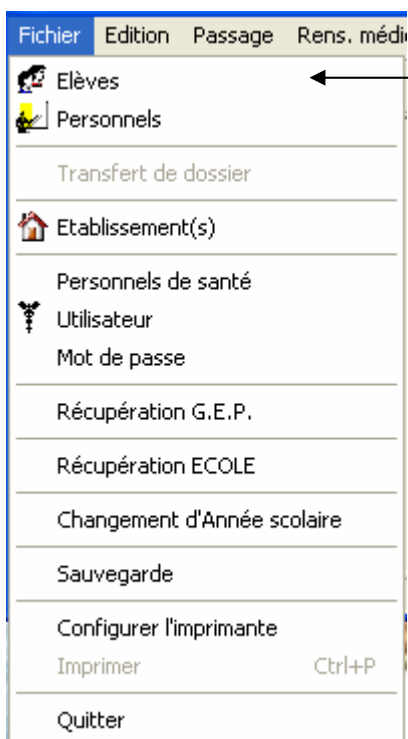 Fichier Edition Passage Rens. médi
Elèves
Personnels
Transfert de dossier
Etablissement(s)
Personnels de santé
Utilisateur
Mot de passe
Récupération G.E.P.
Récupération ECOLE
Changement d'Année scolaire
Sauvegarde
Configurer l'imprimante
Imprimer Ctrl+P
Quitter